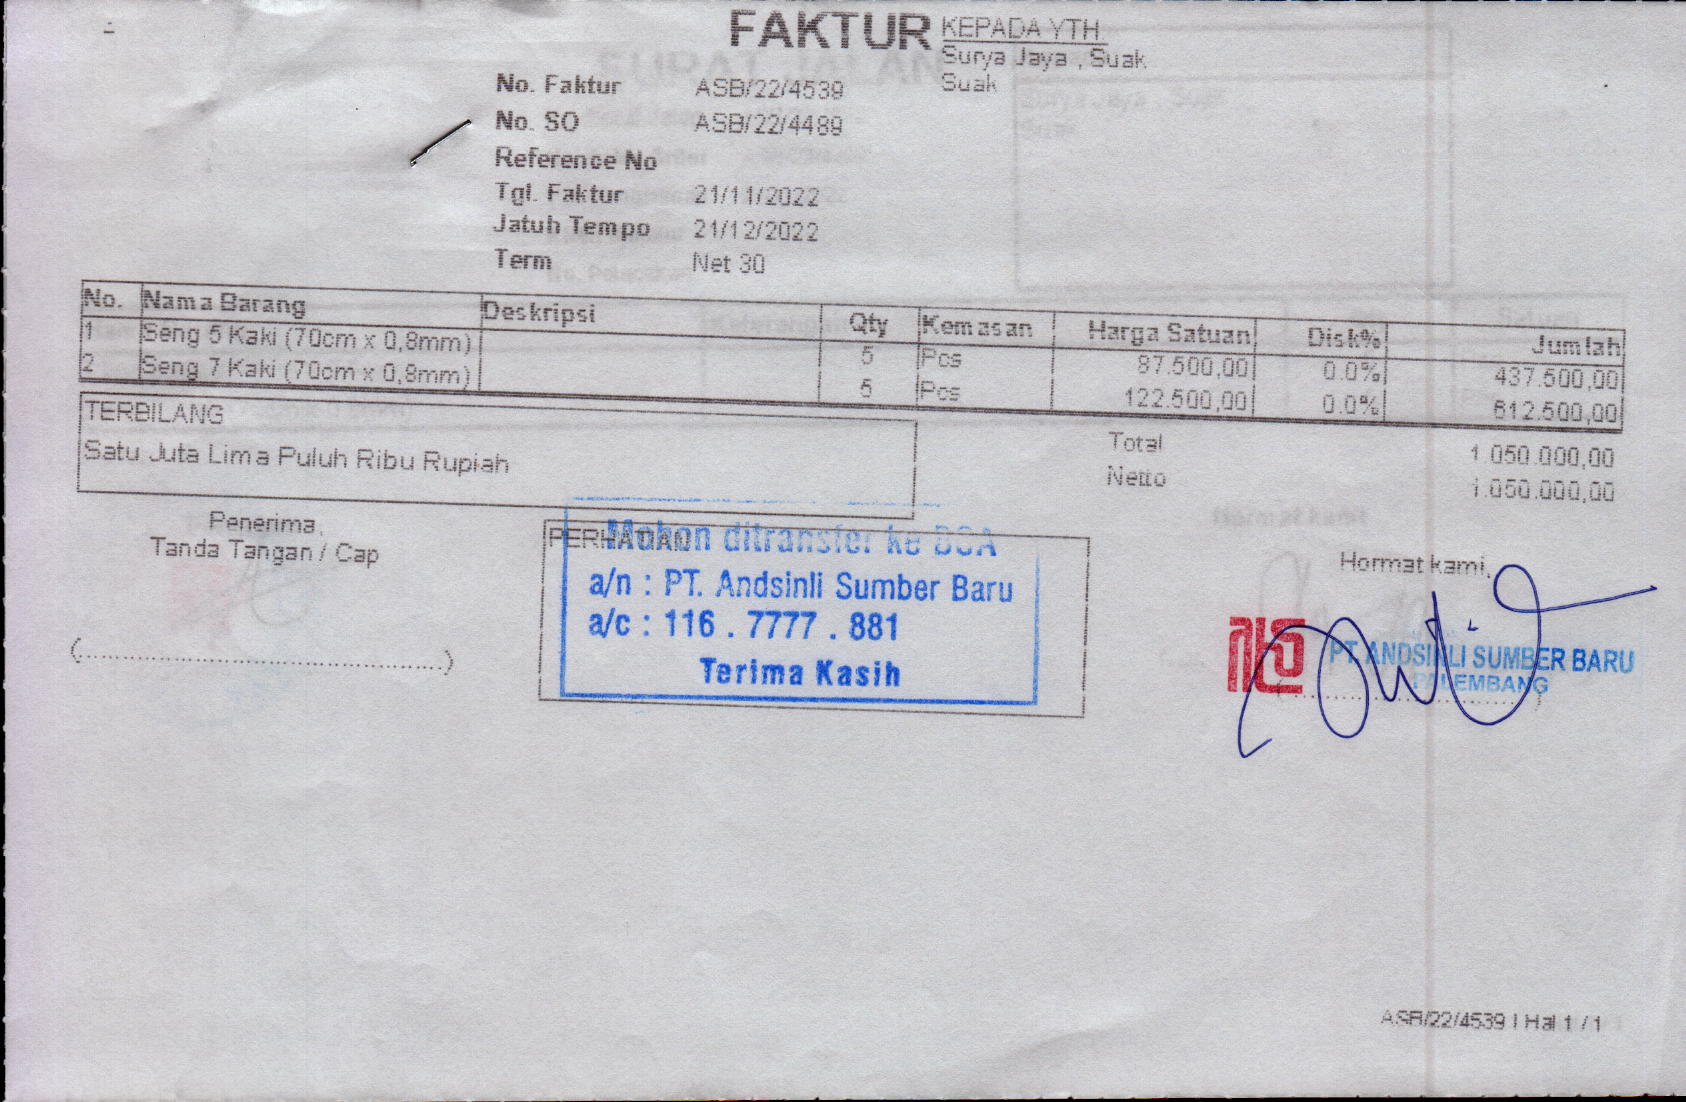 FAKTUR
KEPADA YTH.
Surya Jaya , Suak
Suak
No. Faktur ASB/22/4539
No. SO ASB/22/4489
Reference No
Tgl. Faktur 21/11/2022
Jatuh Tempo 21/12/2022
Term Net 30
No. Nama Barang Deskripsi Qty Kemasan Harga Satuan Disk% Jumlah
1 Seng 5 Kaki (70cm x 0,8mm) 5 Pcs 87.500,00 0.0% 437.500,00
2 Seng 7 Kaki (70cm x 0,8mm) 5 Pcs 122.500,00 0.0% 612.500,00
TERBILANG
Satu Juta Lima Puluh Ribu Rupiah
Total 1.050.000,00
Netto 1.050.000,00
Penerima,
Tanda Tangan / Cap
PERHATIAN
Mohon ditransfer ke BCA
a/n : PT. Andsinli Sumber Baru
a/c : 116 . 7777 . 881
Terima Kasih
Hormat kami,
PT. ANDSINLI SUMBER BARU
PALEMBANG
ASB/22/4539 | Hal 1 / 1